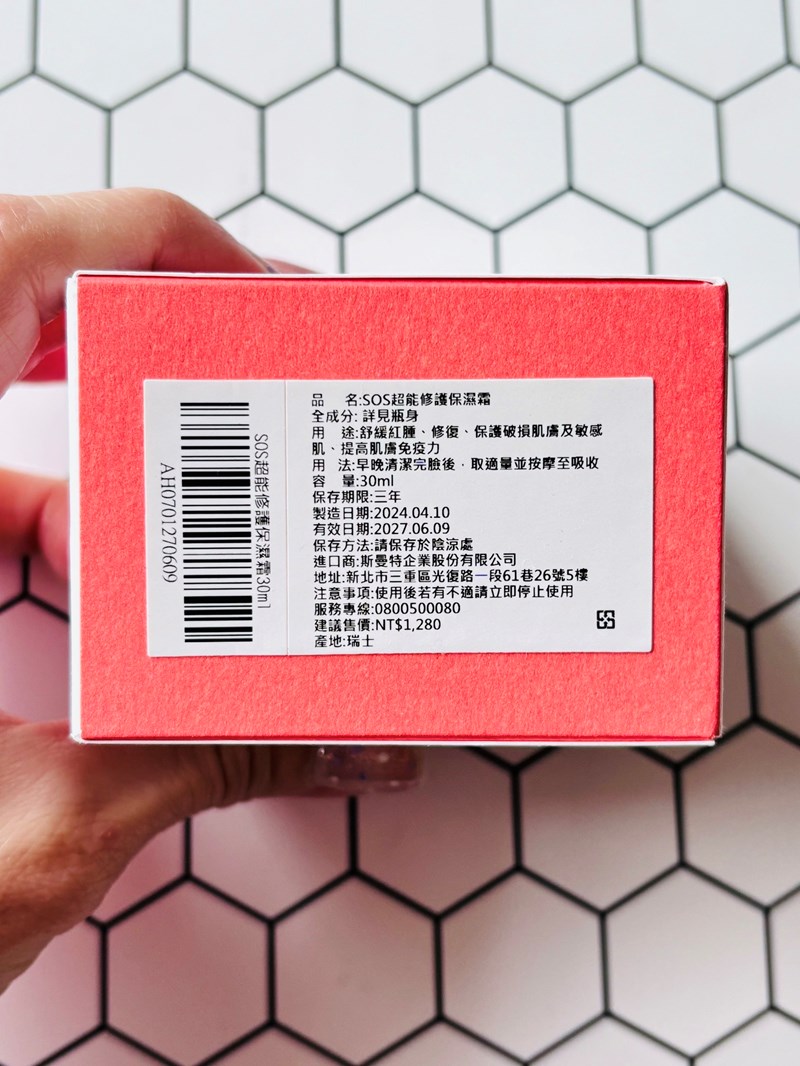 品　名:SOS超能修護保濕霜
全成分: 詳見瓶身
用　途:舒緩紅腫、修復、保護破損肌膚及敏感
肌、提高肌膚免疫力
用　法:早晚清潔完臉後，取適量並按摩至吸收
容　量:30ml
保存期限:三年
製造日期:2024.04.10
有效日期:2027.06.09
保存方法:請保存於陰涼處
進口商:斯曼特企業股份有限公司
地址:新北市三重區光復路一段61巷26號5樓
注意事項:使用後若有不適請立即停止使用
服務專線:0800500080
建議售價:NT$1,280
產地:瑞士
SOS超能修護保濕霜30ml
AH0701270609